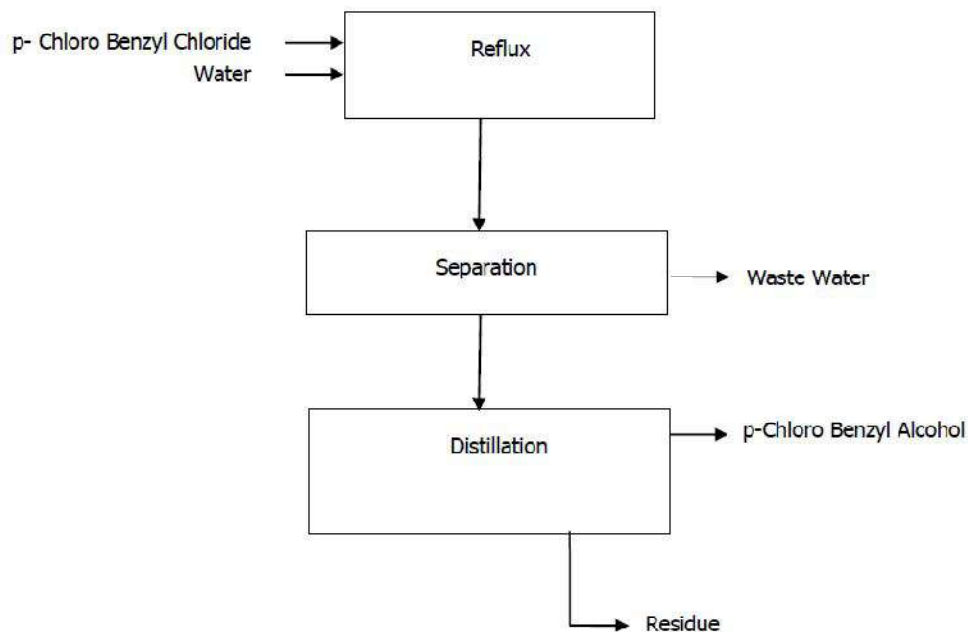 p- Chloro Benzyl Chloride
Water
Reflux
Separation
Waste Water
Distillation
p-Chloro Benzyl Alcohol
Residue